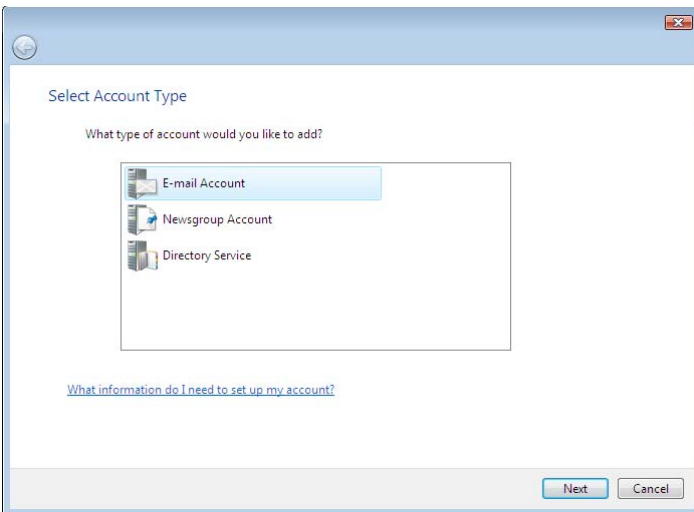 Select Account Type
What type of account would you like to add?
E-mail Account
Newsgroup Account
Directory Service
What information do I need to set up my account?
Next Cancel